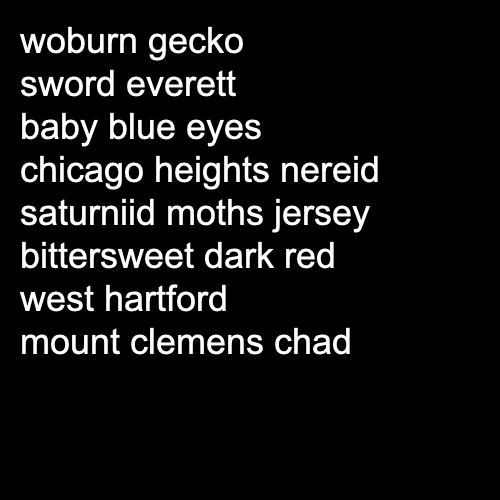 woburn gecko
sword everett
baby blue eyes
chicago heights nereid
saturniid moths jersey
bittersweet dark red
west hartford
mount clemens chad